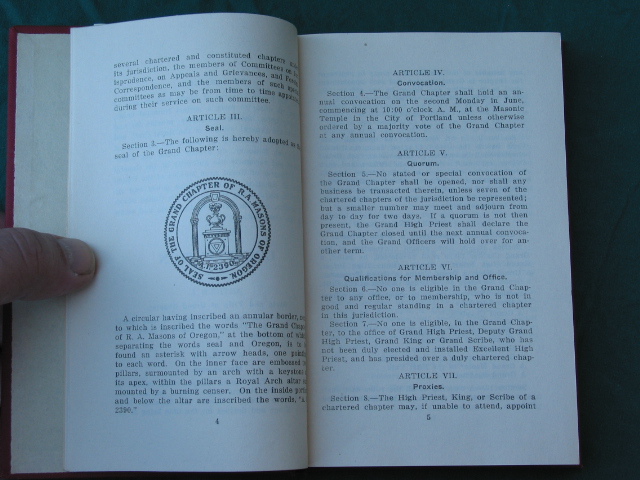 several chartered and constituted chapters
its jurisdiction, the members of Committees on
isprudence, on Appeals and Grievances, and
Correspondence, and the members of such
committees as may be from time to time
during their service on such committee.
ARTICLE III.
Seal.
Section 3.—The following is hereby adopted as the
seal of the Grand Chapter:
SEAL OF THE GRAND CHAPTER OF R.A. MASONS OF OREGON.
2390
A circular having inscribed an annular border,
to which is inscribed the words "The Grand
of R. A. Masons of Oregon," at the bottom of
separating the words seal and Oregon, is
found an asterisk with arrow heads, one
to each word. On the inner face are embossed
pillars, surmounted by an arch with a keystone
its apex, within the pillars a Royal Arch altar
mounted by a burning censer. On the inside
and below the altar are inscribed the words,
2390."
4
ARTICLE IV.
Convocation.
Section 4.—The Grand Chapter shall hold an an-
nual convocation on the second Monday in June,
commencing at 10:00 o'clock A. M., at the Masonic
Temple in the City of Portland unless otherwise
ordered by a majority vote of the Grand Chapter
at any annual convocation.
ARTICLE V.
Quorum.
Section 5.—No stated or special convocation of
the Grand Chapter shall be opened, nor shall any
business be transacted therein, unless seven of the
chartered chapters of the jurisdiction be represented;
but a smaller number may meet and adjourn from
day to day for two days. If a quorum is not then
present, the Grand High Priest shall declare the
Grand Chapter closed until the next annual convoca-
tion, and the Grand Officers will hold over for an-
other term.
ARTICLE VI.
Qualifications for Membership and Office.
Section 6.—No one is eligible in the Grand Chap-
ter to any office, or to membership, who is not in
good and regular standing in a chartered chapter
in this jurisdiction.
Section 7.—No one is eligible, in the Grand Chap-
ter, to the office of Grand High Priest, Deputy Grand
High Priest, Grand King or Grand Scribe, who has
not been duly elected and installed Excellent High
Priest, and has presided over a duly chartered chap-
ter.
ARTICLE VII.
Proxies.
Section 8.—The High Priest, King, or Scribe of a
chartered chapter may, if unable to attend, appoint
5